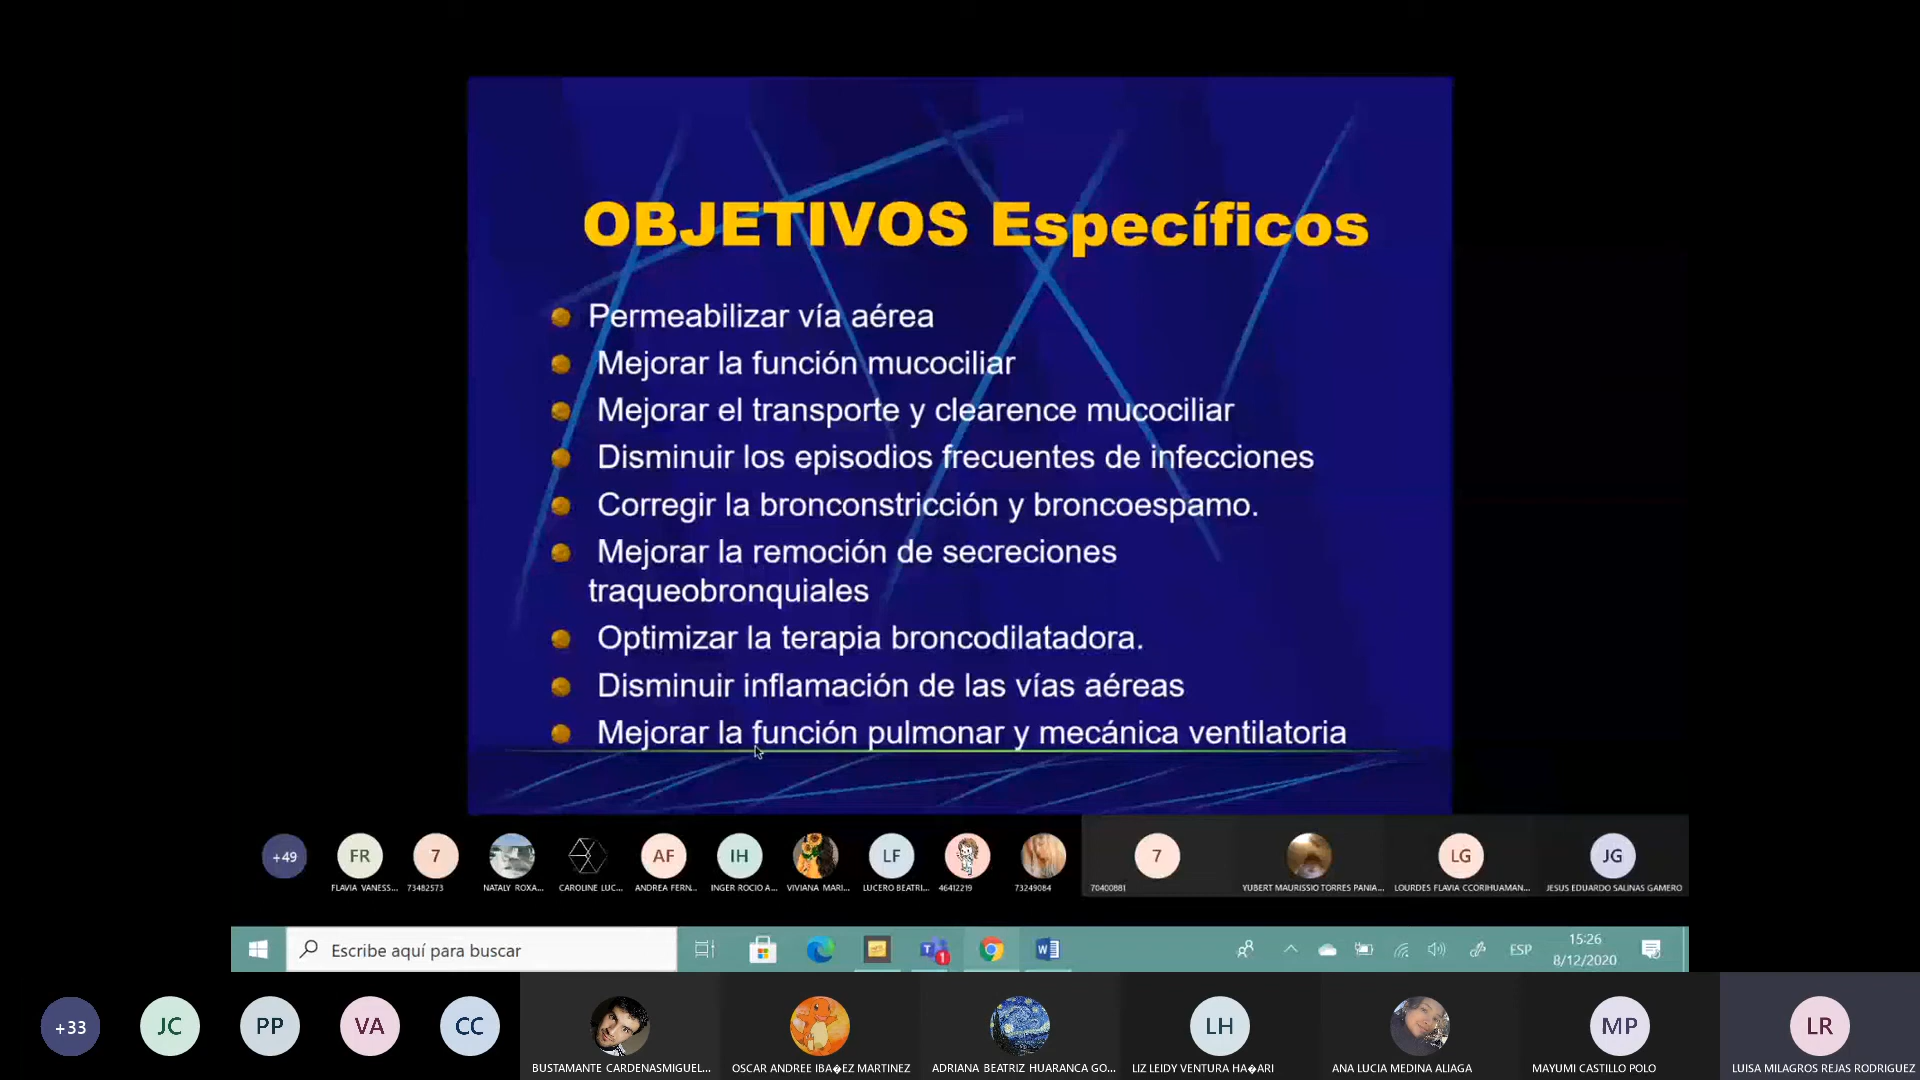 OBJETIVOS Específicos
Permeabilizar vía aérea
Mejorar la función mucociliar
Mejorar el transporte y clearence mucociliar
Disminuir los episodios frecuentes de infecciones
Corregir la bronconstricción y broncoespamo.
Mejorar la remoción de secreciones
traqueobronquiales
Optimizar la terapia broncodilatadora.
Disminuir inflamación de las vías aéreas
Mejorar la función pulmonar y mecánica ventilatoria
+49
FR
7
AF
IH
LF
7
LG
JG
FLAVIA VANESS...
73482573
NATALY ROXA...
CAROLINE LUC...
ANDREA FERN...
INGER ROCIO A...
VIVIANA MARI...
LUCERO BEATRI...
46412219
73249084
70400881
YUBERT MAURISSIO TORRES PANIA...
LOURDES FLAVIA CCORIHUAMAN...
JESUS EDUARDO SALINAS GAMERO
Escribe aquí para buscar
1
ESP
15:26
8/12/2020
+33
JC
PP
VA
CC
LH
MP
LR
BUSTAMANTE CARDENASMIGUEL...
OSCAR ANDREE IBA�EZ MARTINEZ
ADRIANA BEATRIZ HUARANCA GO...
LIZ LEIDY VENTURA HA�ARI
ANA LUCIA MEDINA ALIAGA
MAYUMI CASTILLO POLO
LUISA MILAGROS REJAS RODRIGUEZ